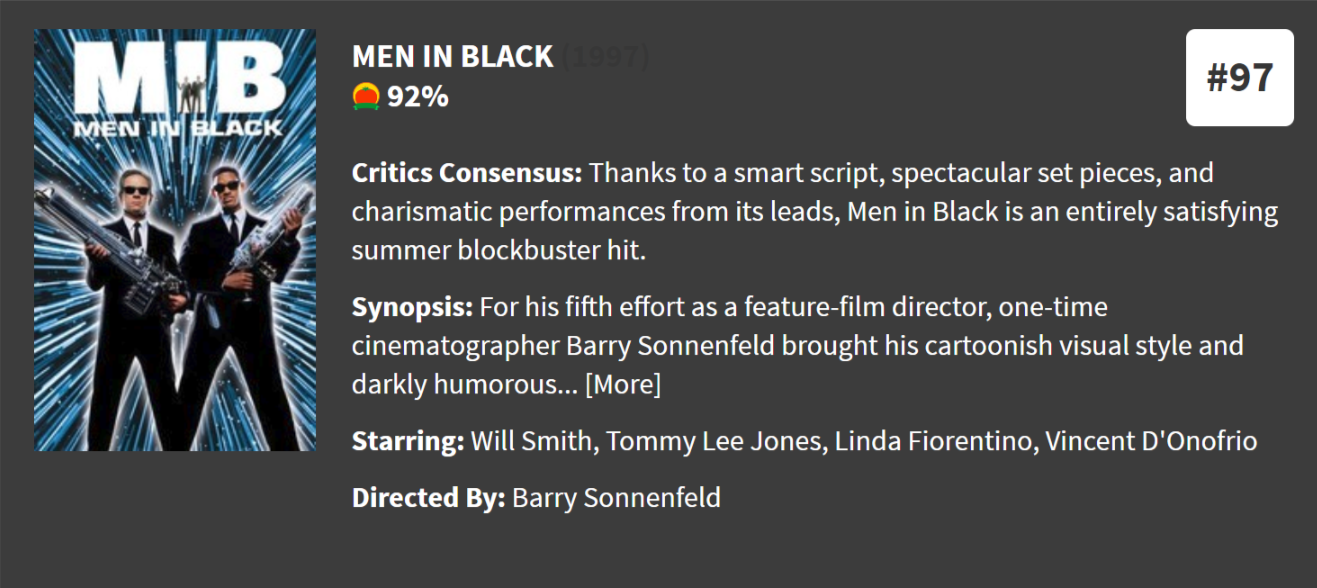 MIB
MEN IN BLACK
MEN IN BLACK (1997)
92%
#97
Critics Consensus: Thanks to a smart script, spectacular set pieces, and
charismatic performances from its leads, Men in Black is an entirely satisfying
summer blockbuster hit.
Synopsis: For his fifth effort as a feature-film director, one-time
cinematographer Barry Sonnenfeld brought his cartoonish visual style and
darkly humorous... [More]
Starring: Will Smith, Tommy Lee Jones, Linda Fiorentino, Vincent D'Onofrio
Directed By: Barry Sonnenfeld